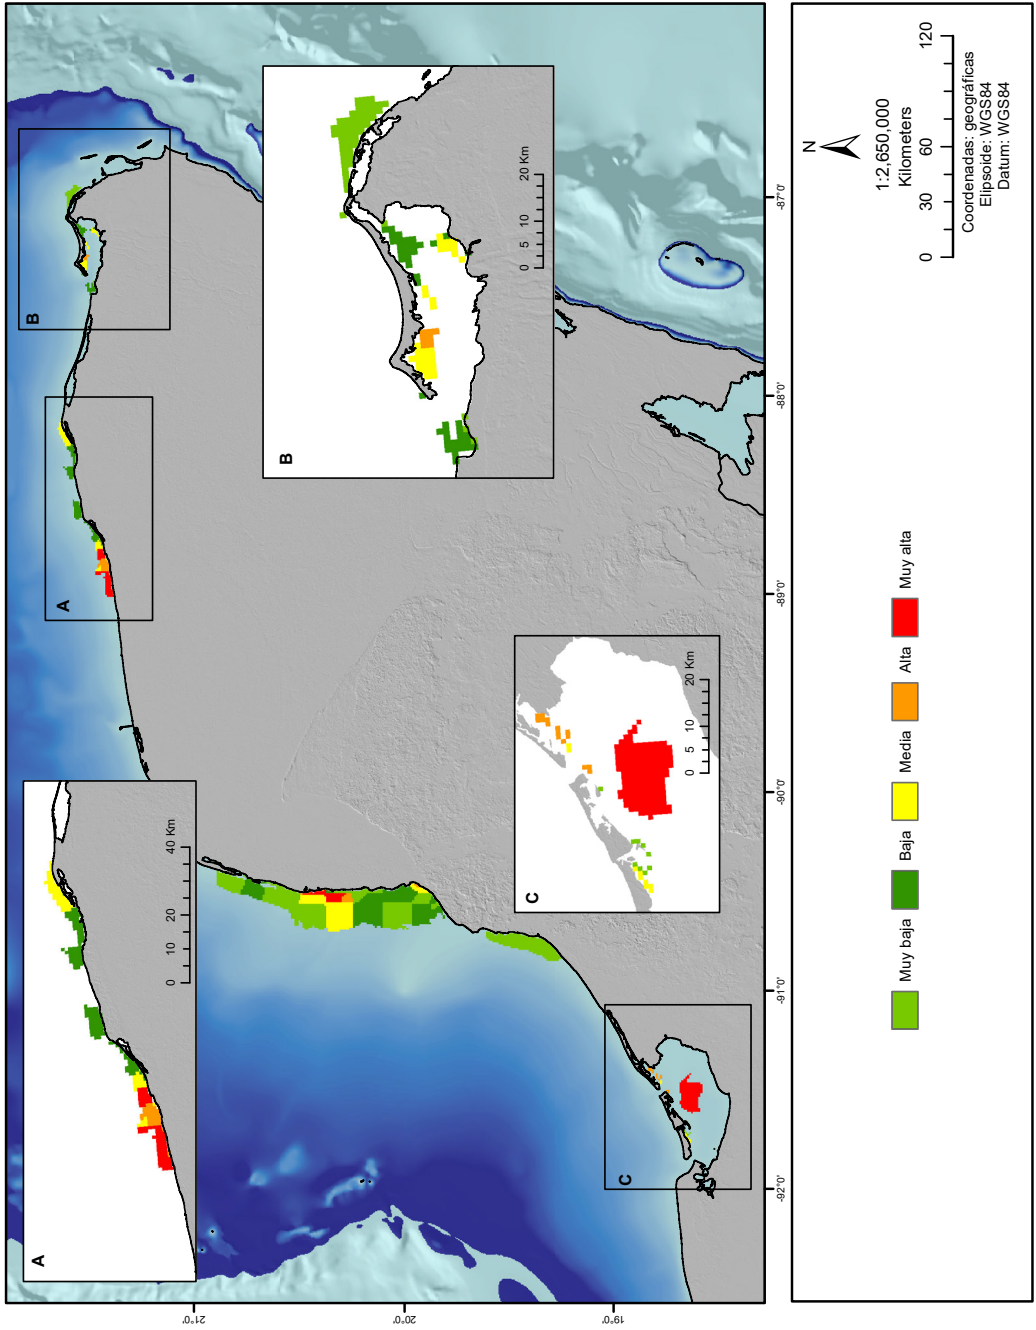 21°0'
20°0'
19°0'
A
0 10 20 40 Km
B
A
B
0 5 10 20 Km
C
0 5 10 20 Km
C
-92°0'
-91°0'
-90°0'
-89°0'
-88°0'
-87°0'
Muy baja
Baja
Media
Alta
Muy alta
N
1:2,650,000
Kilometers
0 30 60 120
Coordenadas: geográficas
Elipsoide: WGS84
Datum: WGS84